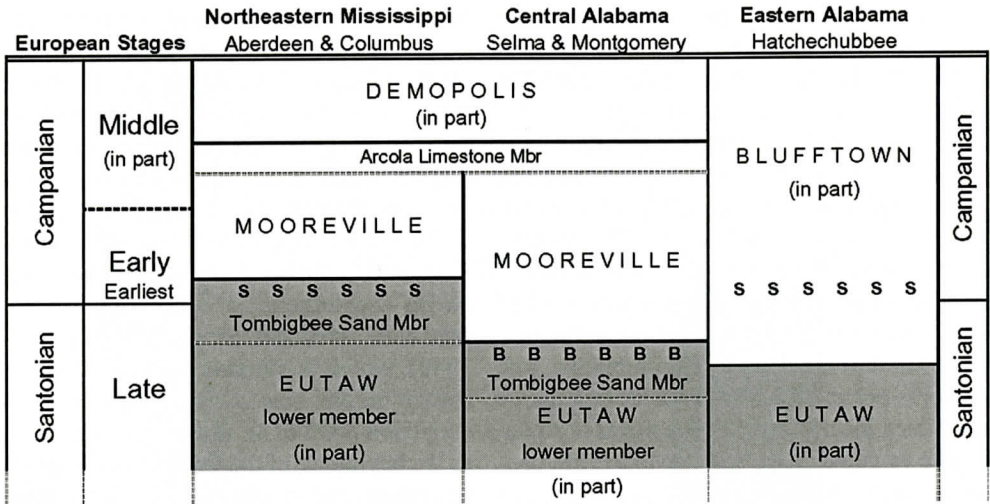 Northeastern Mississippi
Aberdeen & Columbus
Central Alabama
Selma & Montgomery
Eastern Alabama
Hatchechubbee
European Stages
Campanian
Middle
(in part)
Early
Earliest
Santonian
Late
DEMOPOLIS
(in part)
Arcola Limestone Mbr
MOOREVILLE
S S S S S S
Tombigbee Sand Mbr
EUTAW
lower member
(in part)
MOOREVILLE
B B B B B B
Tombigbee Sand Mbr
EUTAW
lower member
(in part)
BLUFFTOWN
(in part)
S S S S S S
EUTAW
(in part)
Campanian
Santonian